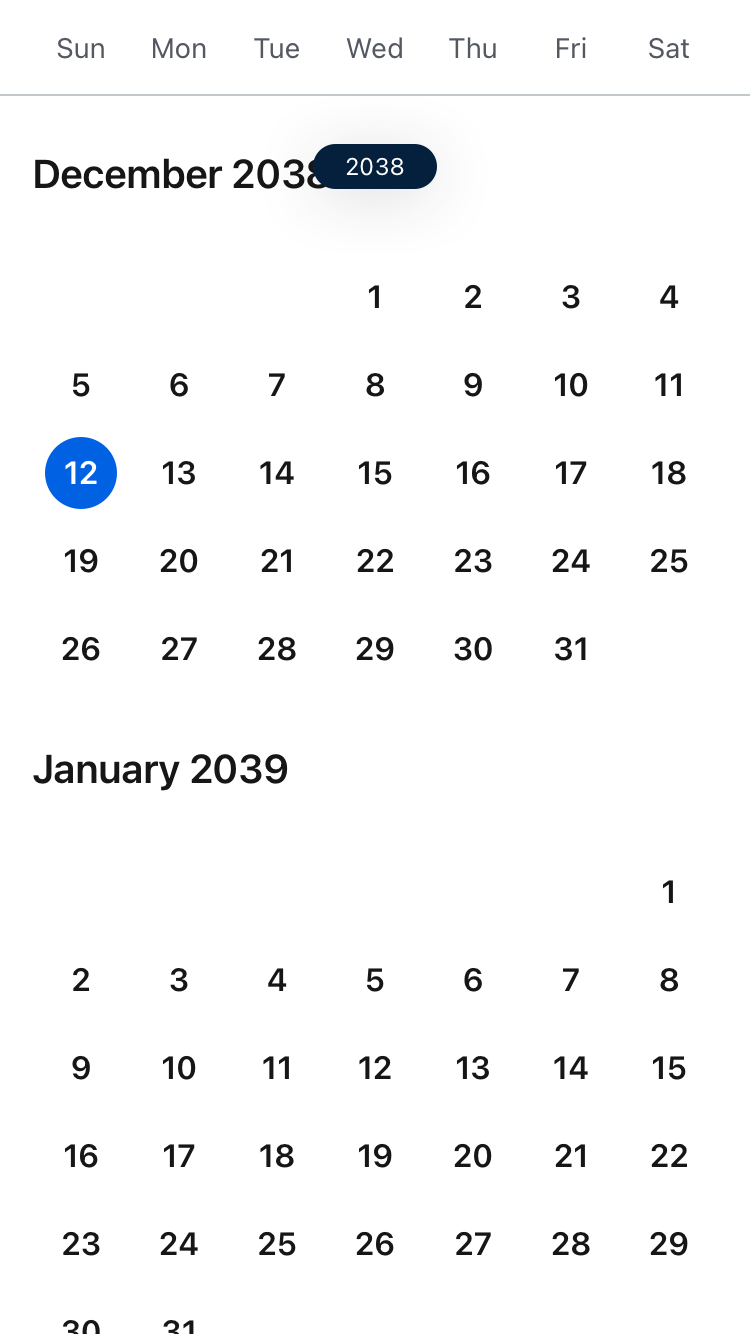 Sun Mon Tue Wed Thu Fri Sat
December 2038
2038
1 2 3 4
5 6 7 8 9 10 11
12 13 14 15 16 17 18
19 20 21 22 23 24 25
26 27 28 29 30 31
January 2039
1
2 3 4 5 6 7 8
9 10 11 12 13 14 15
16 17 18 19 20 21 22
23 24 25 26 27 28 29
30 31